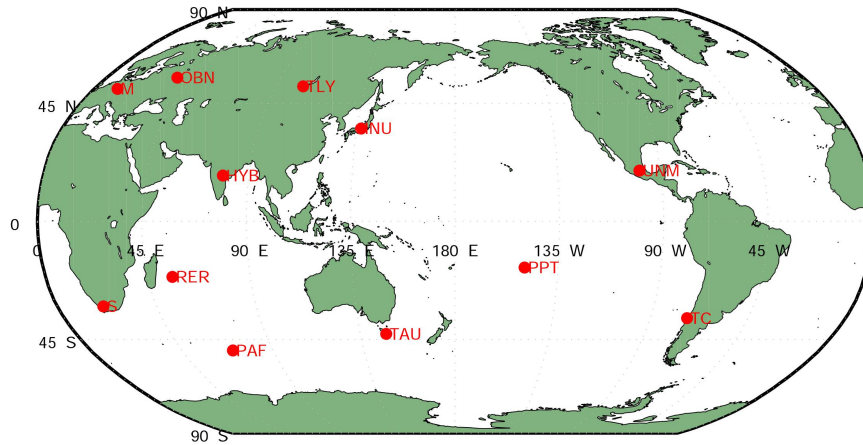 90 N
M
OBN
TLY
45 N
INU
HYB
UNM
0
0
45 E
90 E
135 E
180 E
135 W
90 W
45 W
RER
PPT
S
TC
TAU
45 S
PAF
90 S